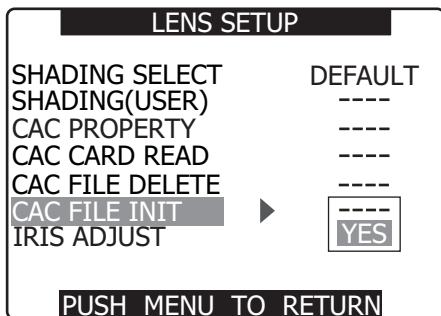 LENS SETUP
SHADING SELECT DEFAULT
SHADING(USER) ----
CAC PROPERTY ----
CAC CARD READ ----
CAC FILE DELETE ----
CAC FILE INIT ▶ ----
IRIS ADJUST YES
PUSH MENU TO RETURN